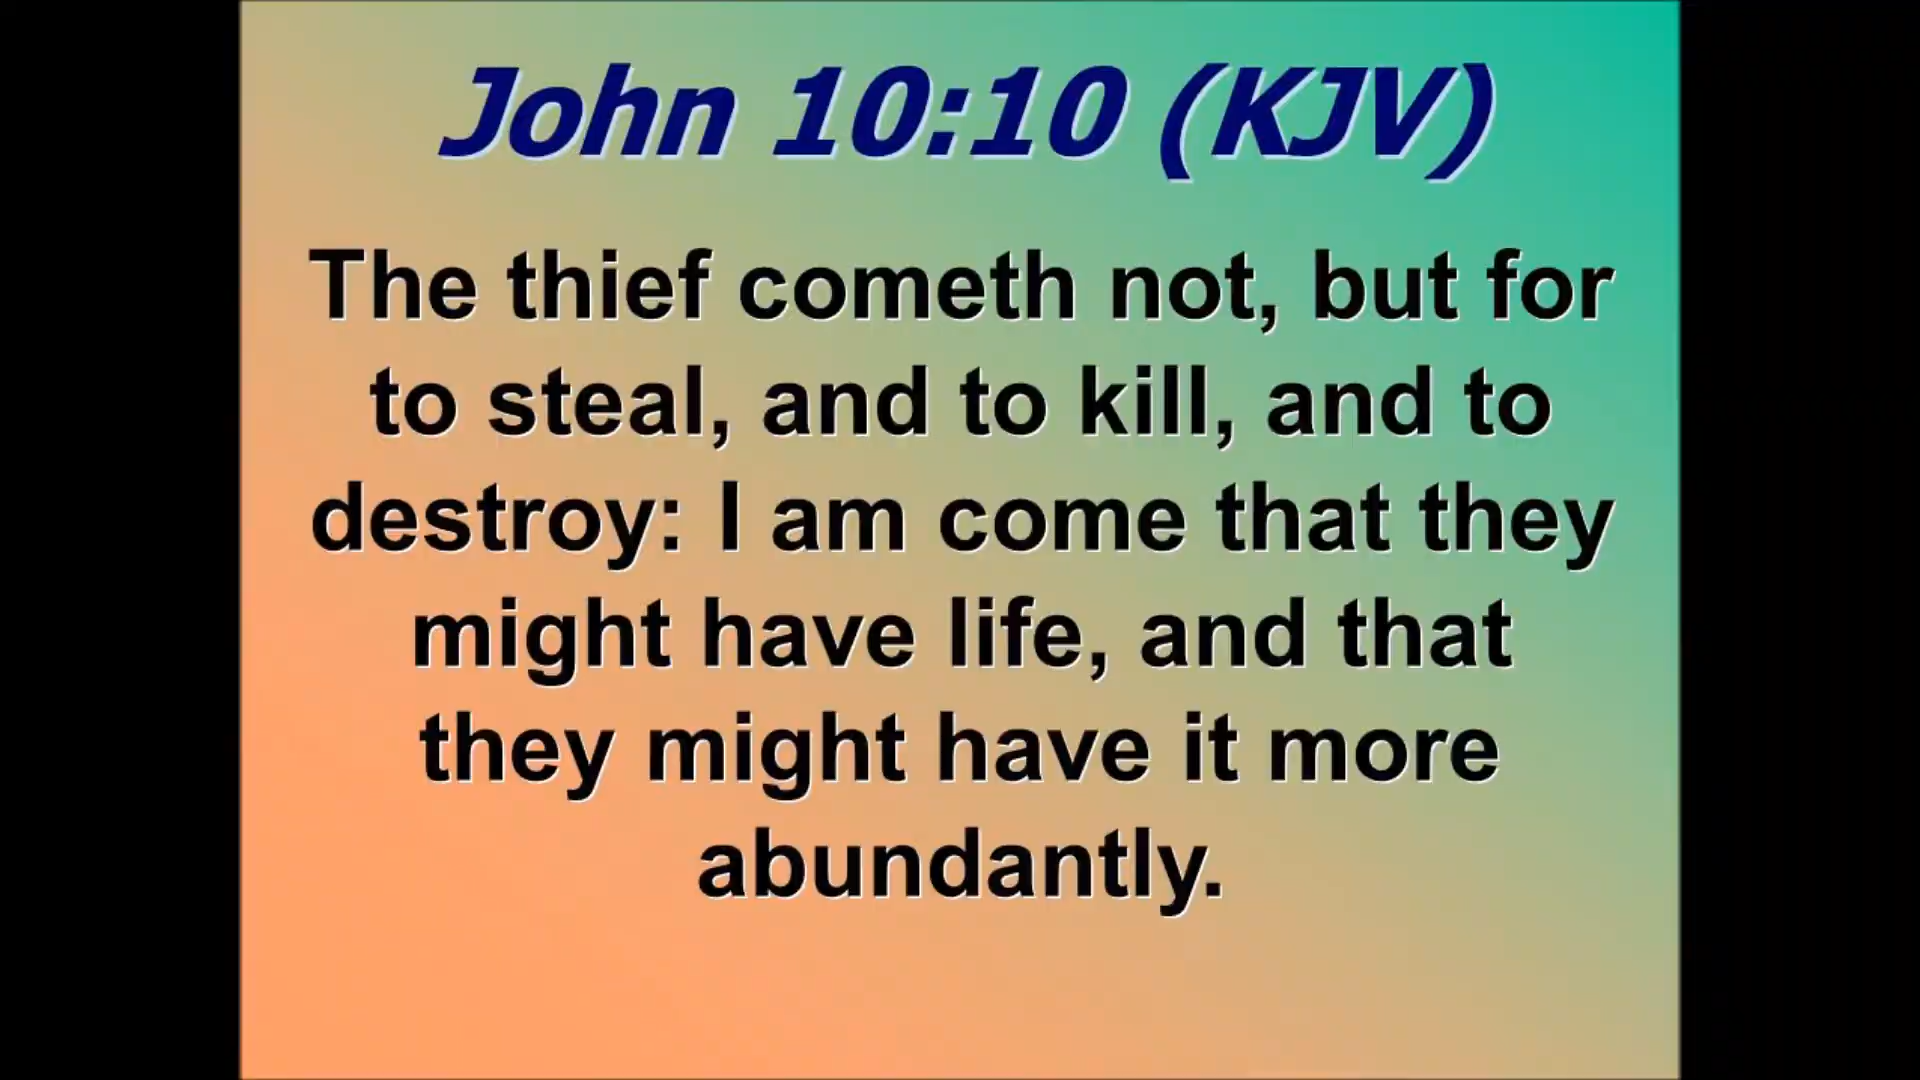 John 10:10 (KJV)
The thief cometh not, but for
to steal, and to kill, and to
destroy: I am come that they
might have life, and that
they might have it more
abundantly.